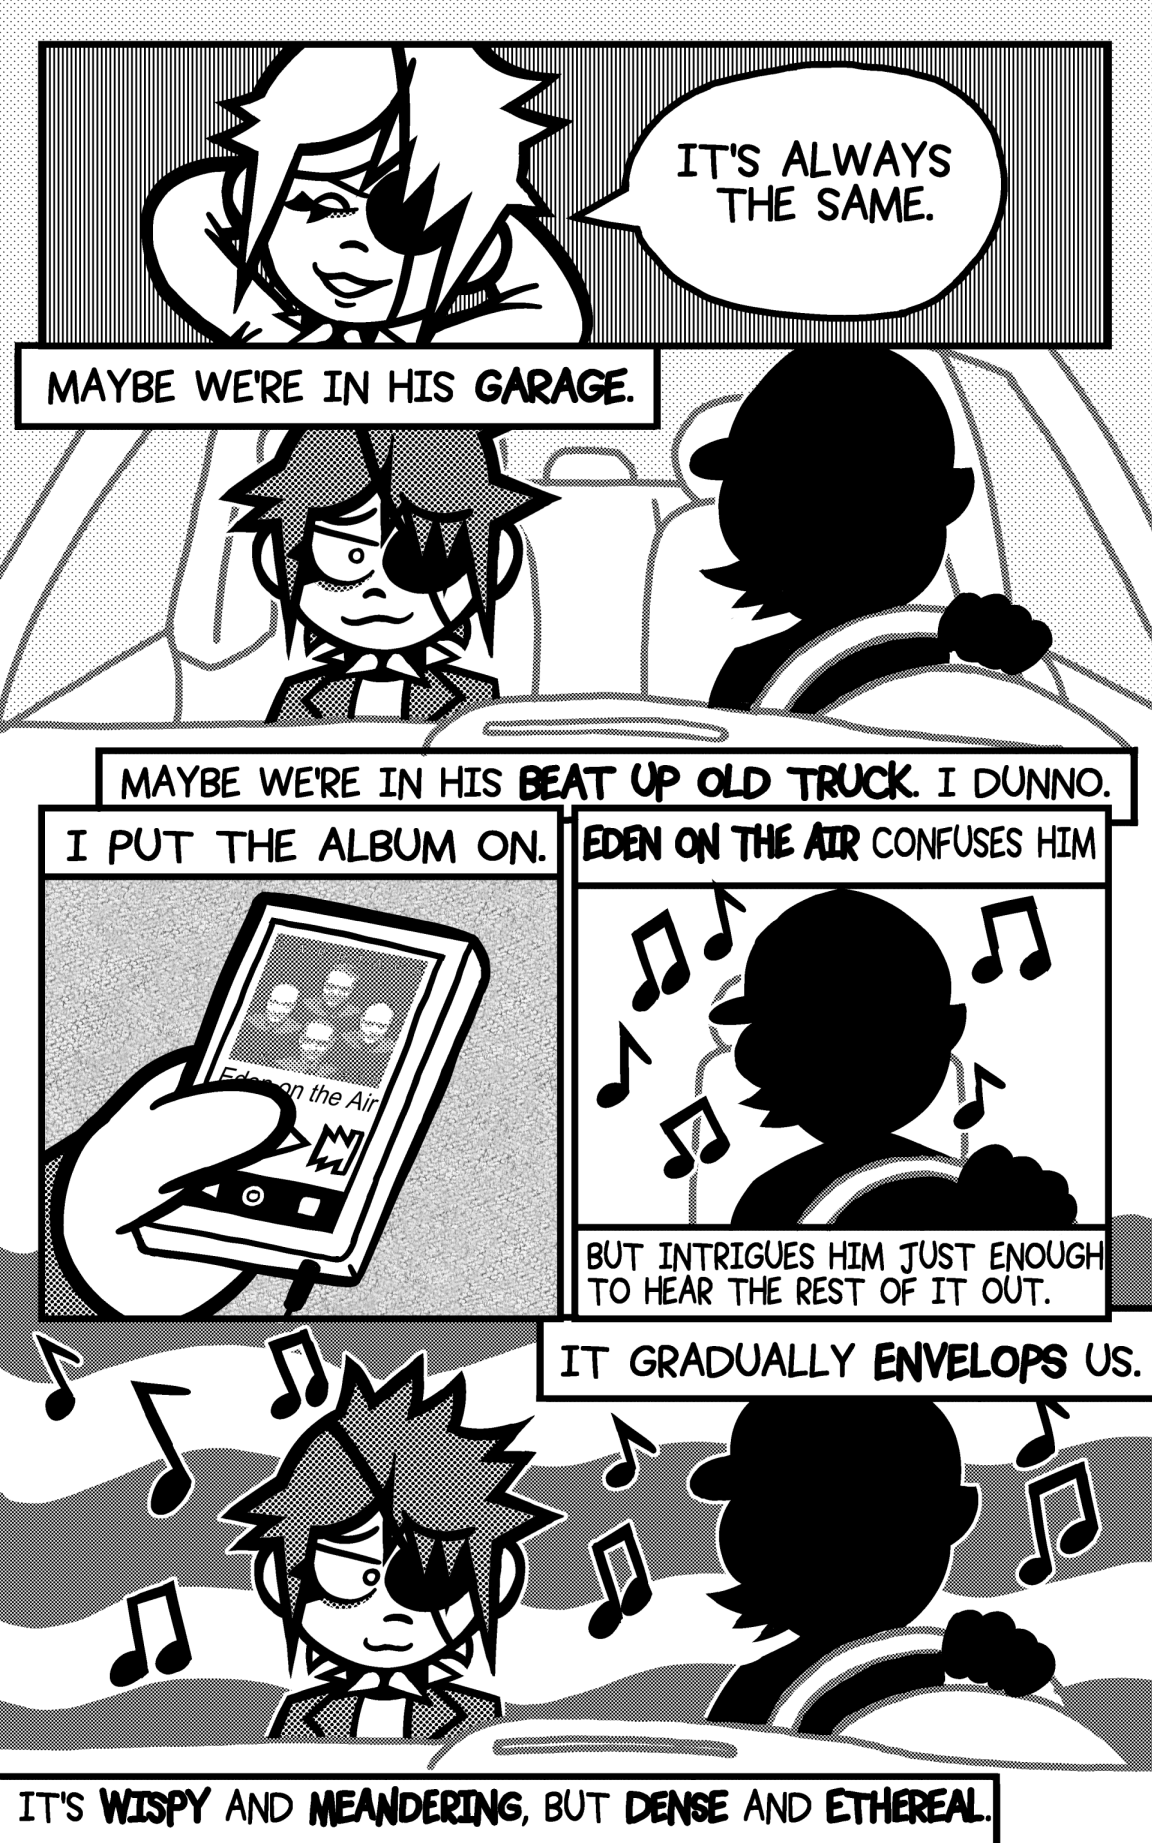 IT'S ALWAYS
THE SAME.
MAYBE WE'RE IN HIS GARAGE.
MAYBE WE'RE IN HIS BEAT UP OLD TRUCK. I DUNNO.
I PUT THE ALBUM ON.
Eden on the Air
EDEN ON THE AIR CONFUSES HIM
BUT INTRIGUES HIM JUST ENOUGH
TO HEAR THE REST OF IT OUT.
IT GRADUALLY ENVELOPS US.
IT'S WISPY AND MEANDERING, BUT DENSE AND ETHEREAL.